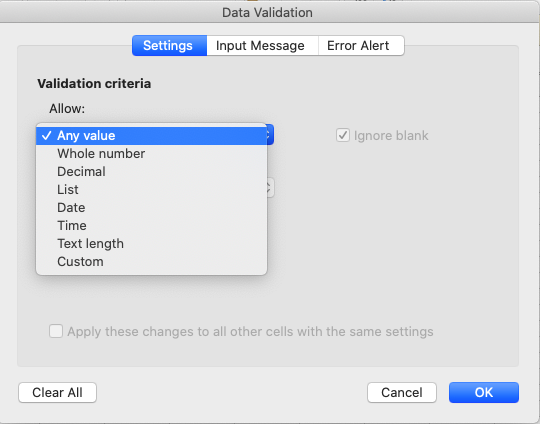 Data Validation
Settings Input Message Error Alert
Validation criteria
Allow:
Any value
Ignore blank
Whole number
Decimal
List
Date
Time
Text length
Custom
Apply these changes to all other cells with the same settings
Clear All Cancel OK